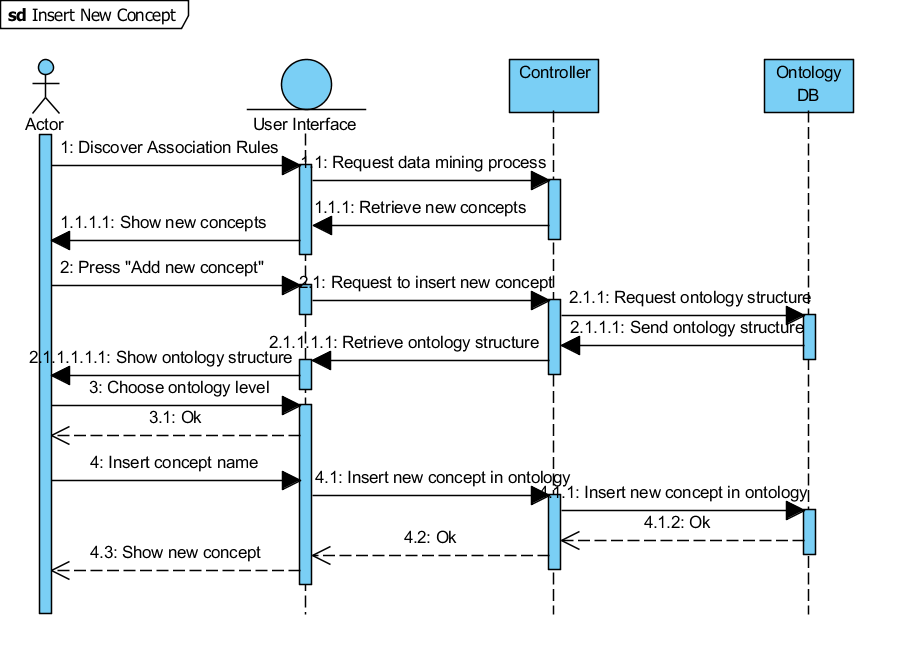 sd Insert New Concept
Actor
User Interface
Controller
Ontology
DB
1: Discover Association Rules
1.1: Request data mining process
1.1.1: Retrieve new concepts
1.1.1.1: Show new concepts
2: Press "Add new concept"
2.1: Request to insert new concept
2.1.1: Request ontology structure
2.1.1.1: Send ontology structure
2.1.1.1.1: Retrieve ontology structure
2.1.1.1.1.1: Show ontology structure
3: Choose ontology level
3.1: Ok
4: Insert concept name
4.1: Insert new concept in ontology
4.1.1: Insert new concept in ontology
4.1.2: Ok
4.2: Ok
4.3: Show new concept